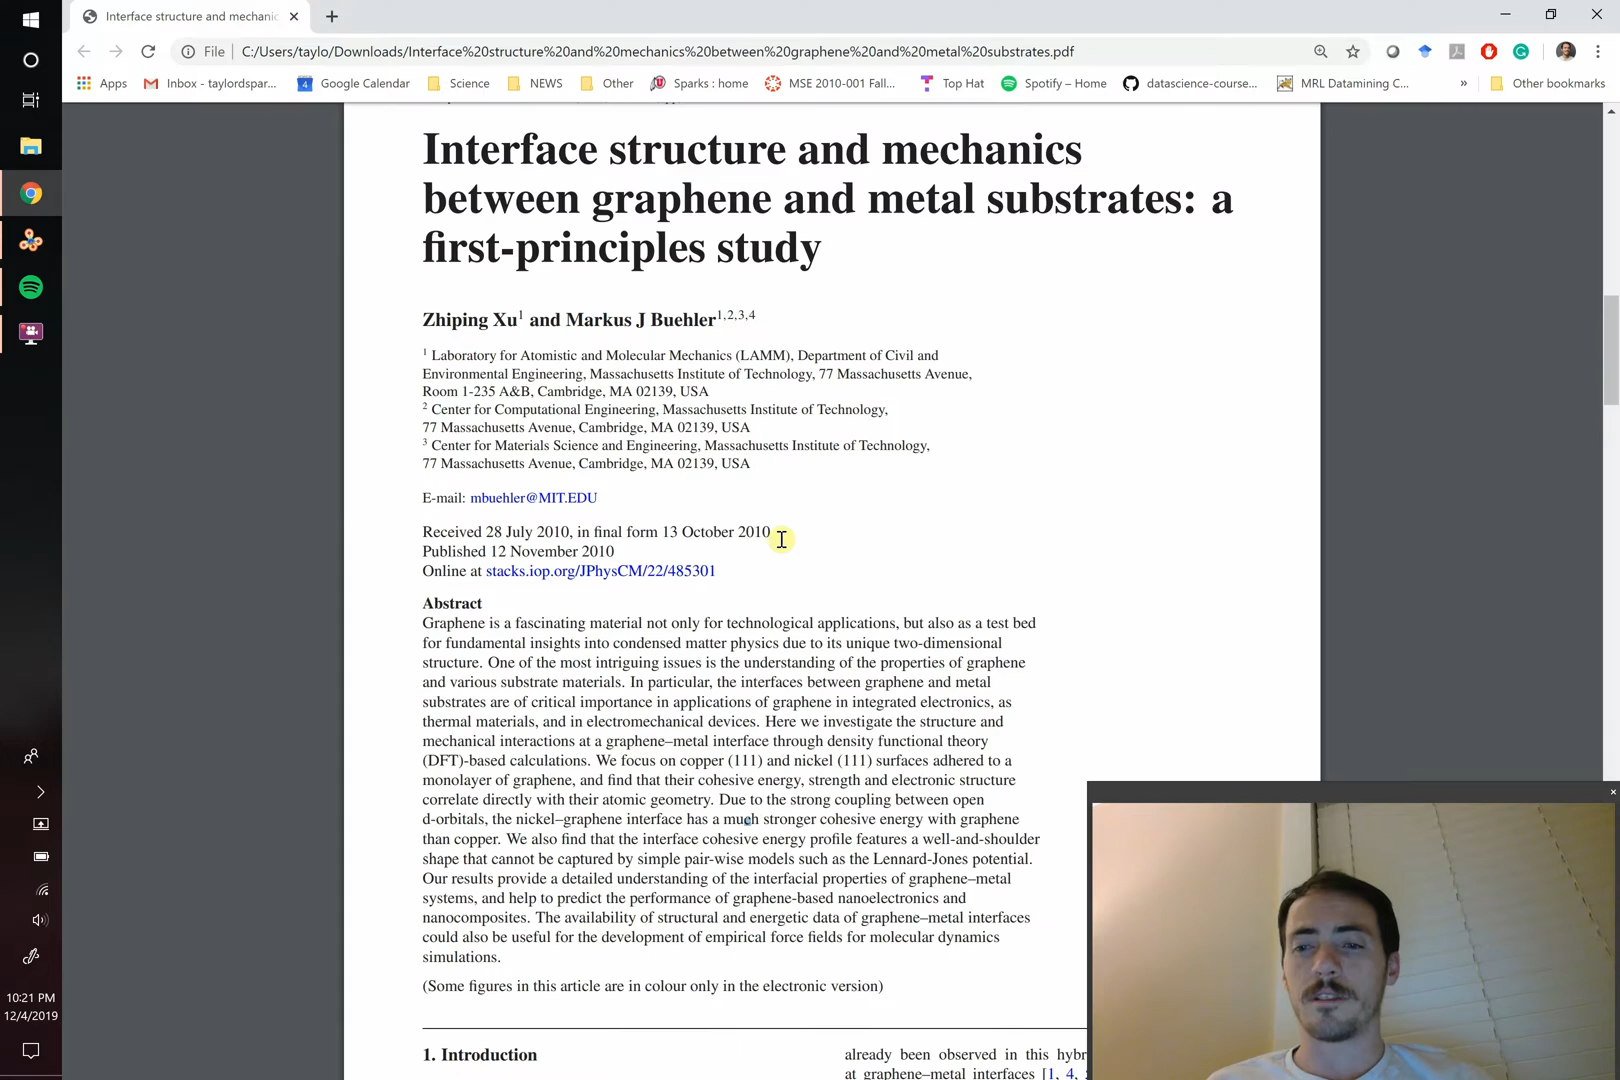 Interface structure and mechanic
File
C:/Users/taylo/Downloads/Interface%20structure%20and%20mechanics%20between%20graphene%20and%20metal%20substrates.pdf
Apps
Inbox - taylordspar...
Google Calendar
Science
NEWS
Other
Sparks : home
MSE 2010-001 Fall...
Top Hat
Spotify – Home
datascience-course...
MRL Datamining C...
»
Other bookmarks
Interface structure and mechanics
between graphene and metal substrates: a
first-principles study
Zhiping Xu1 and Markus J Buehler1,2,3,4
1 Laboratory for Atomistic and Molecular Mechanics (LAMM), Department of Civil and
Environmental Engineering, Massachusetts Institute of Technology, 77 Massachusetts Avenue,
Room 1-235 A&B, Cambridge, MA 02139, USA
2 Center for Computational Engineering, Massachusetts Institute of Technology,
77 Massachusetts Avenue, Cambridge, MA 02139, USA
3 Center for Materials Science and Engineering, Massachusetts Institute of Technology,
77 Massachusetts Avenue, Cambridge, MA 02139, USA
E-mail: mbuehler@MIT.EDU
Received 28 July 2010, in final form 13 October 2010
Published 12 November 2010
Online at stacks.iop.org/JPhysCM/22/485301
Abstract
Graphene is a fascinating material not only for technological applications, but also as a test bed
for fundamental insights into condensed matter physics due to its unique two-dimensional
structure. One of the most intriguing issues is the understanding of the properties of graphene
and various substrate materials. In particular, the interfaces between graphene and metal
substrates are of critical importance in applications of graphene in integrated electronics, as
thermal materials, and in electromechanical devices. Here we investigate the structure and
mechanical interactions at a graphene–metal interface through density functional theory
(DFT)-based calculations. We focus on copper (111) and nickel (111) surfaces adhered to a
monolayer of graphene, and find that their cohesive energy, strength and electronic structure
correlate directly with their atomic geometry. Due to the strong coupling between open
d-orbitals, the nickel–graphene interface has a much stronger cohesive energy with graphene
than copper. We also find that the interface cohesive energy profile features a well-and-shoulder
shape that cannot be captured by simple pair-wise models such as the Lennard-Jones potential.
Our results provide a detailed understanding of the interfacial properties of graphene–metal
systems, and help to predict the performance of graphene-based nanoelectronics and
nanocomposites. The availability of structural and energetic data of graphene–metal interfaces
could also be useful for the development of empirical force fields for molecular dynamics
simulations.
(Some figures in this article are in colour only in the electronic version)
1. Introduction
already been observed in this hybr
at graphene–metal interfaces [1, 4,
10:21 PM
12/4/2019